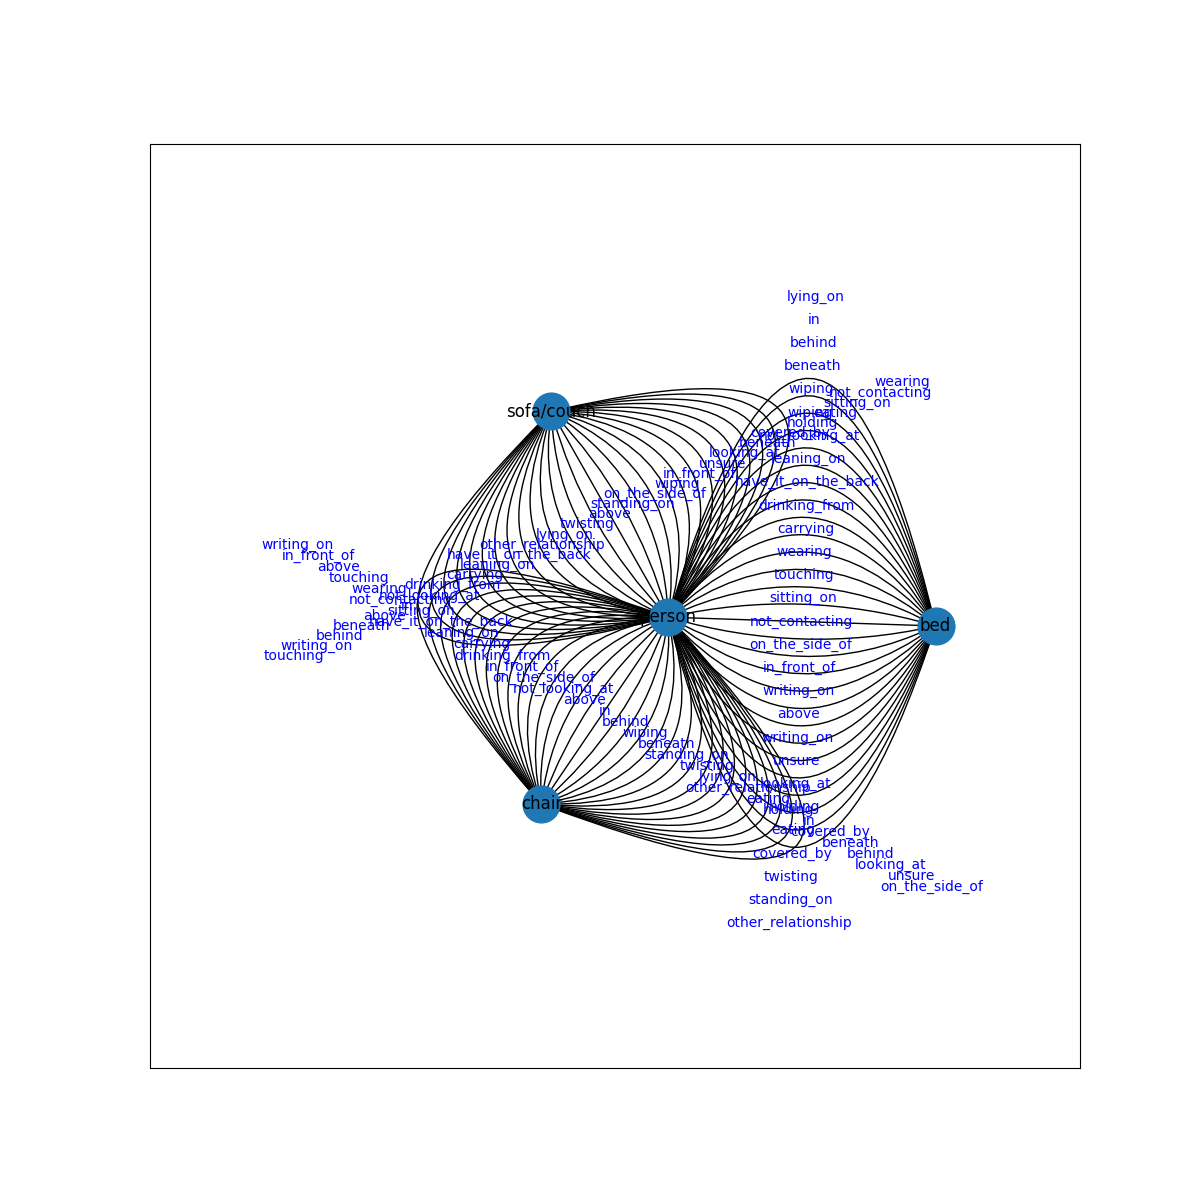 lying_on
in
behind
beneath
wearing
wiping
not_contacting
sitting_on
sofa/couch
wiping
eating
holding
covered_by
not_looking_at
beneath
looking_at
leaning_on
unsure
in_front_of
have_it_on_the_back
wiping
on_the_side_of
standing_on
drinking_from
above
twisting
carrying
lying_on
writing_on
other_relationship
wearing
in_front_of
have_it_on_the_back
above
leaning_on
touching
carrying
touching
drinking_from
wearing
not_looking_at
sitting_on
not_contacting
in
sitting_on
above
person
have_it_on_the_back
not_contacting
beneath
bed
leaning_on
behind
carrying
on_the_side_of
writing_on
drinking_from
touching
in_front_of
in_front_of
on_the_side_of
not_looking_at
writing_on
above
in
above
behind
wiping
writing_on
beneath
standing_on
unsure
twisting
lying_on
looking_at
other_relationship
eating
chair
holding
holding
in
eating
covered_by
beneath
covered_by
behind
looking_at
twisting
unsure
on_the_side_of
standing_on
other_relationship